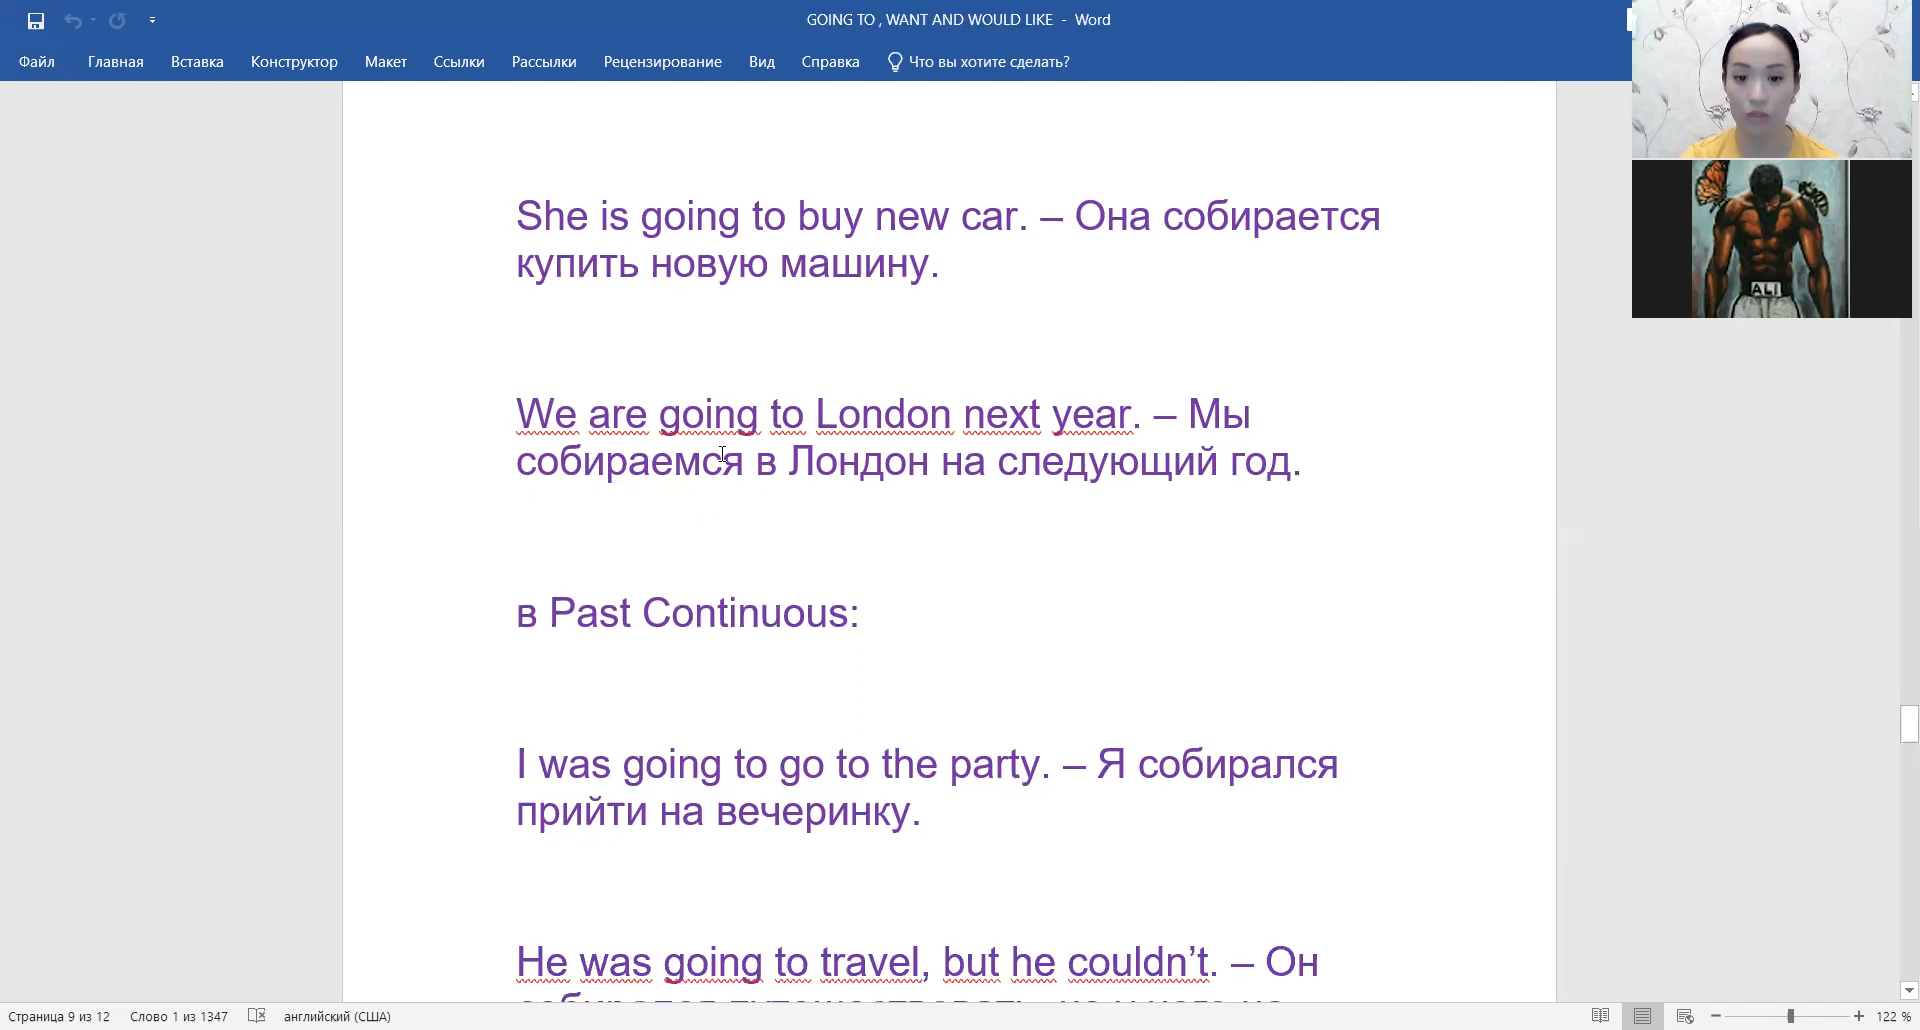 GOING TO , WANT AND WOULD LIKE - Word
Файл Главная Вставка Конструктор Макет Ссылки Рассылки Рецензирование Вид Справка Что вы хотите сделать?
She is going to buy new car. – Она собирается
купить новую машину.
We are going to London next year. – Мы
собираемся в Лондон на следующий год.
в Past Continuous:
I was going to go to the party. – Я собирался
прийти на вечеринку.
He was going to travel, but he couldn’t. – Он
ALI
Страница 9 из 12 Слово 1 из 1347 английский (США) 122 %